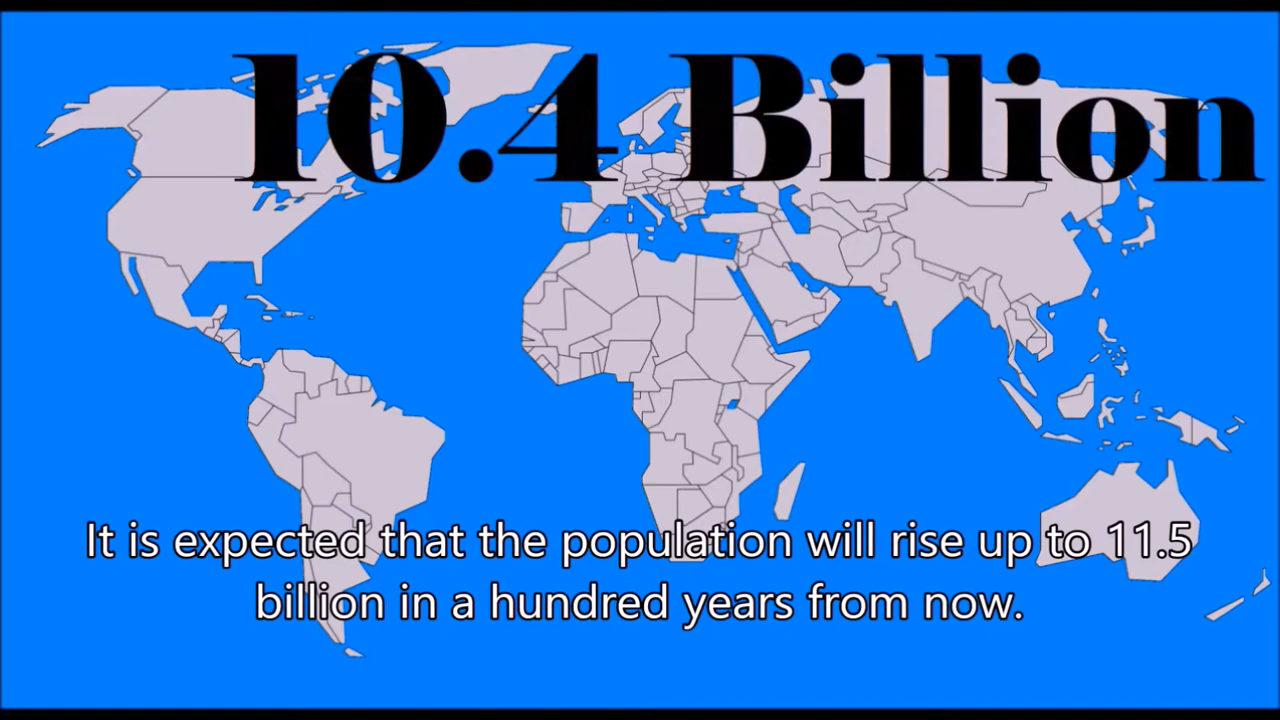 10.4 Billion
It is expected that the population will rise up to 11.5
billion in a hundred years from now.